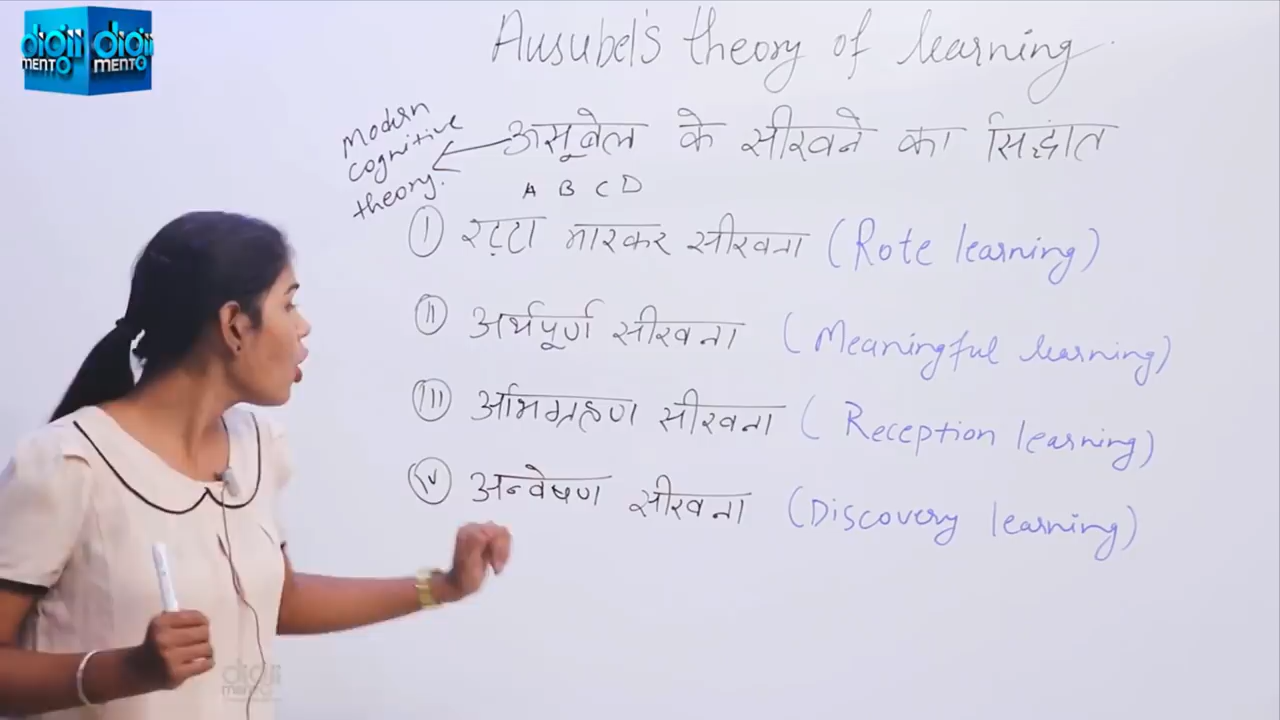 digii MENTO digii MENTO
Ausubel's theory of learning.
Modern
cognitive
theory.
असूबेल के सीखने का सिद्धांत
A B C D
I रट्टा मारकर सीखना (Rote learning)
II अर्थपूर्ण सीखना (Meaningful learning)
III अभिग्रहण सीखना (Reception learning)
IV अन्वेषण सीखना (Discovery learning)
digii MENTO